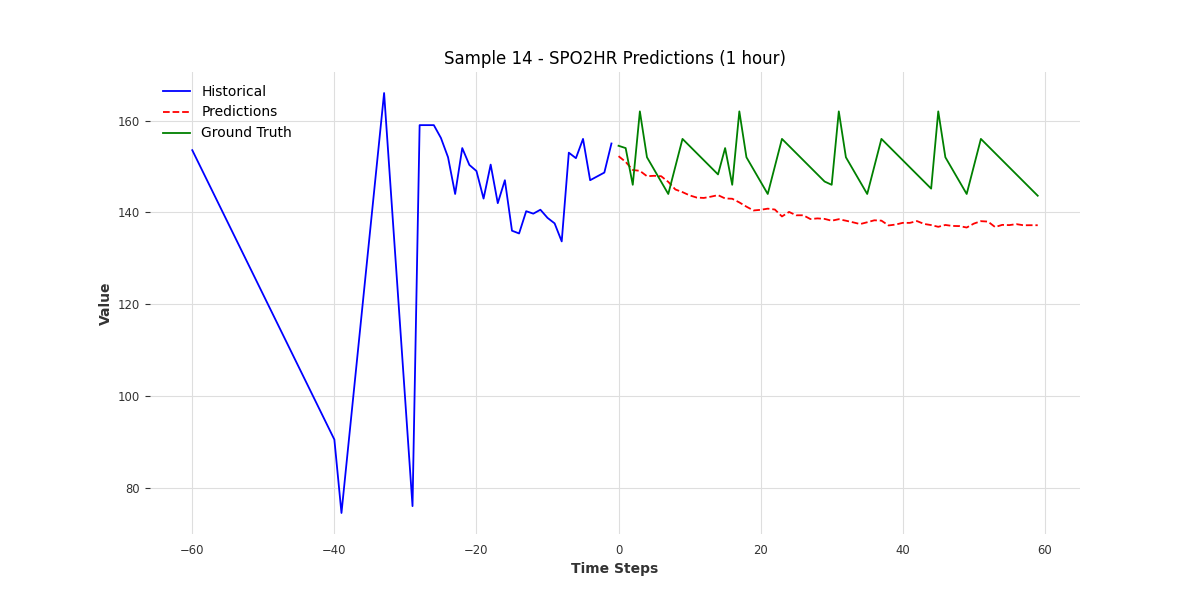 Sample 14 - SPO2HR Predictions (1 hour)
Historical
Predictions
Ground Truth
160
140
120
100
80
Value
−60
−40
−20
0
20
40
60
Time Steps